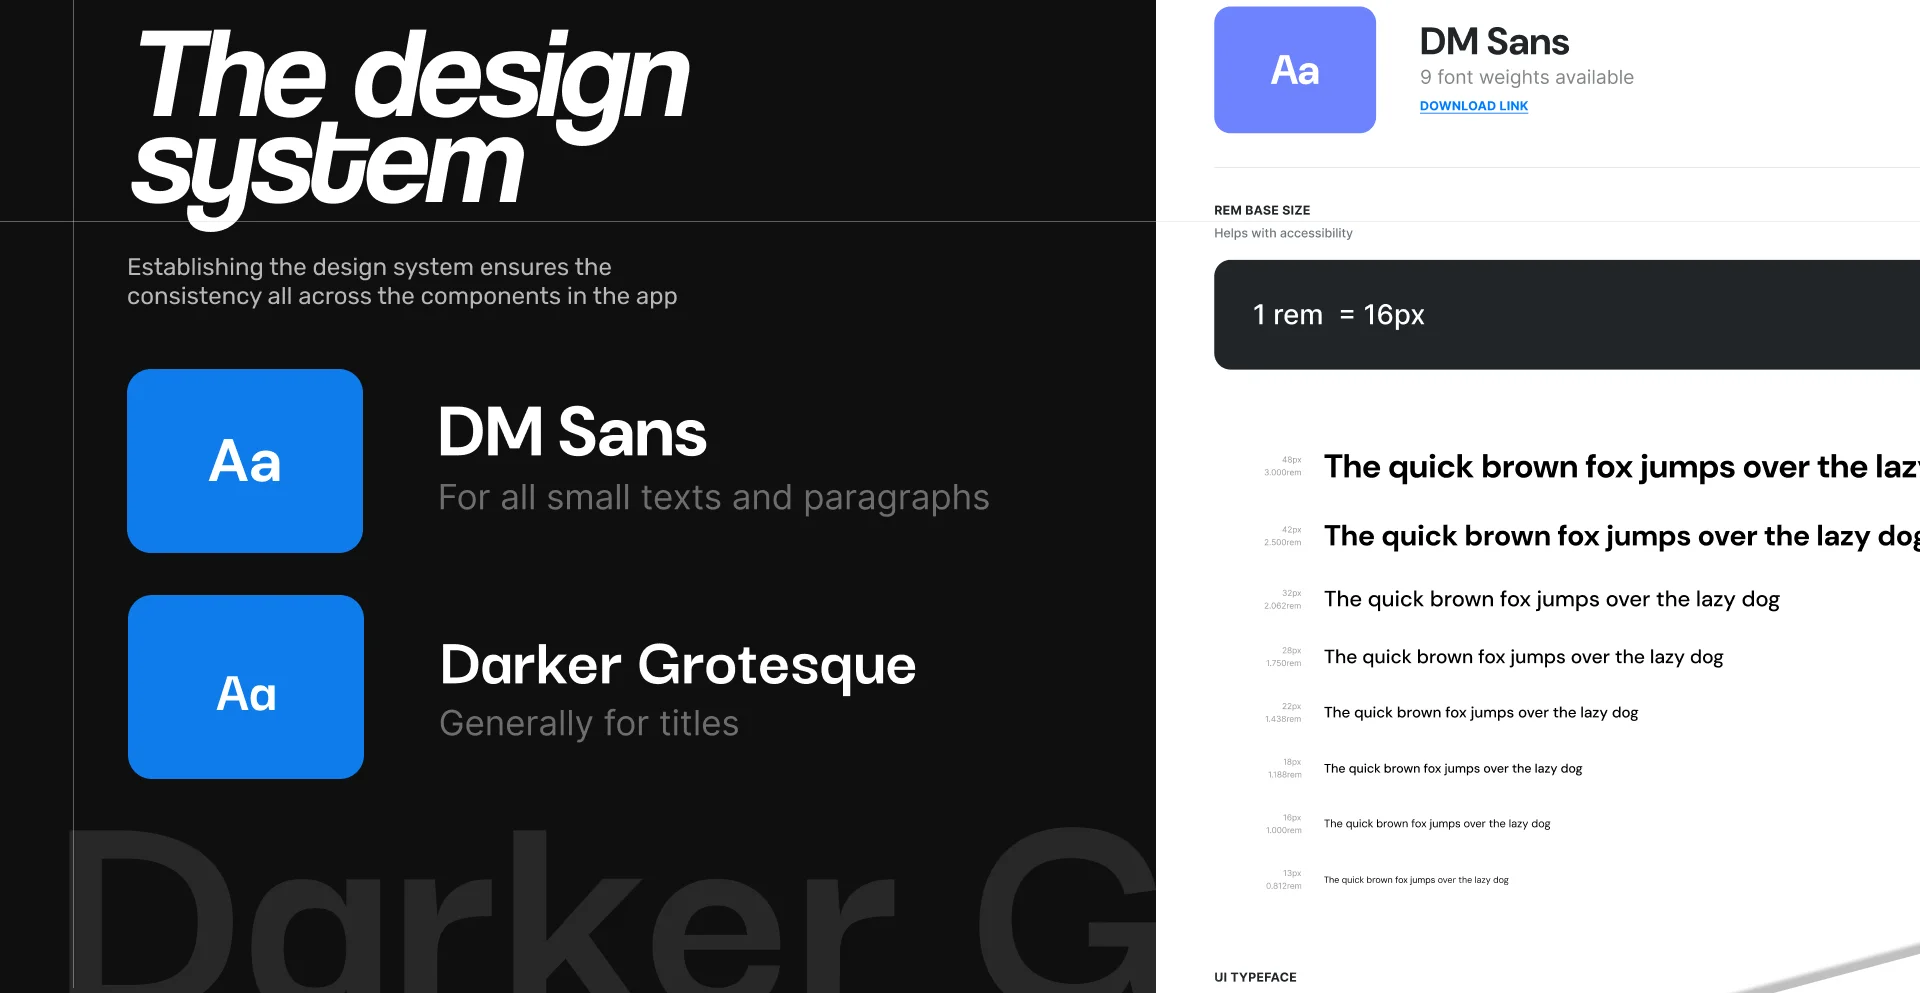 The design
system
Establishing the design system ensures the
consistency all across the components in the app
Aa
DM Sans
For all small texts and paragraphs
Aa
Darker Grotesque
Generally for titles
Darker G
Aa
DM Sans
9 font weights available
DOWNLOAD LINK
REM BASE SIZE
Helps with accessibility
1 rem = 16px
48px
3.000rem
The quick brown fox jumps over the lazy
42px
2.500rem
The quick brown fox jumps over the lazy dog
32px
2.062rem
The quick brown fox jumps over the lazy dog
28px
1.750rem
The quick brown fox jumps over the lazy dog
22px
1.438rem
The quick brown fox jumps over the lazy dog
18px
1.188rem
The quick brown fox jumps over the lazy dog
16px
1.000rem
The quick brown fox jumps over the lazy dog
13px
0.812rem
The quick brown fox jumps over the lazy dog
UI TYPEFACE